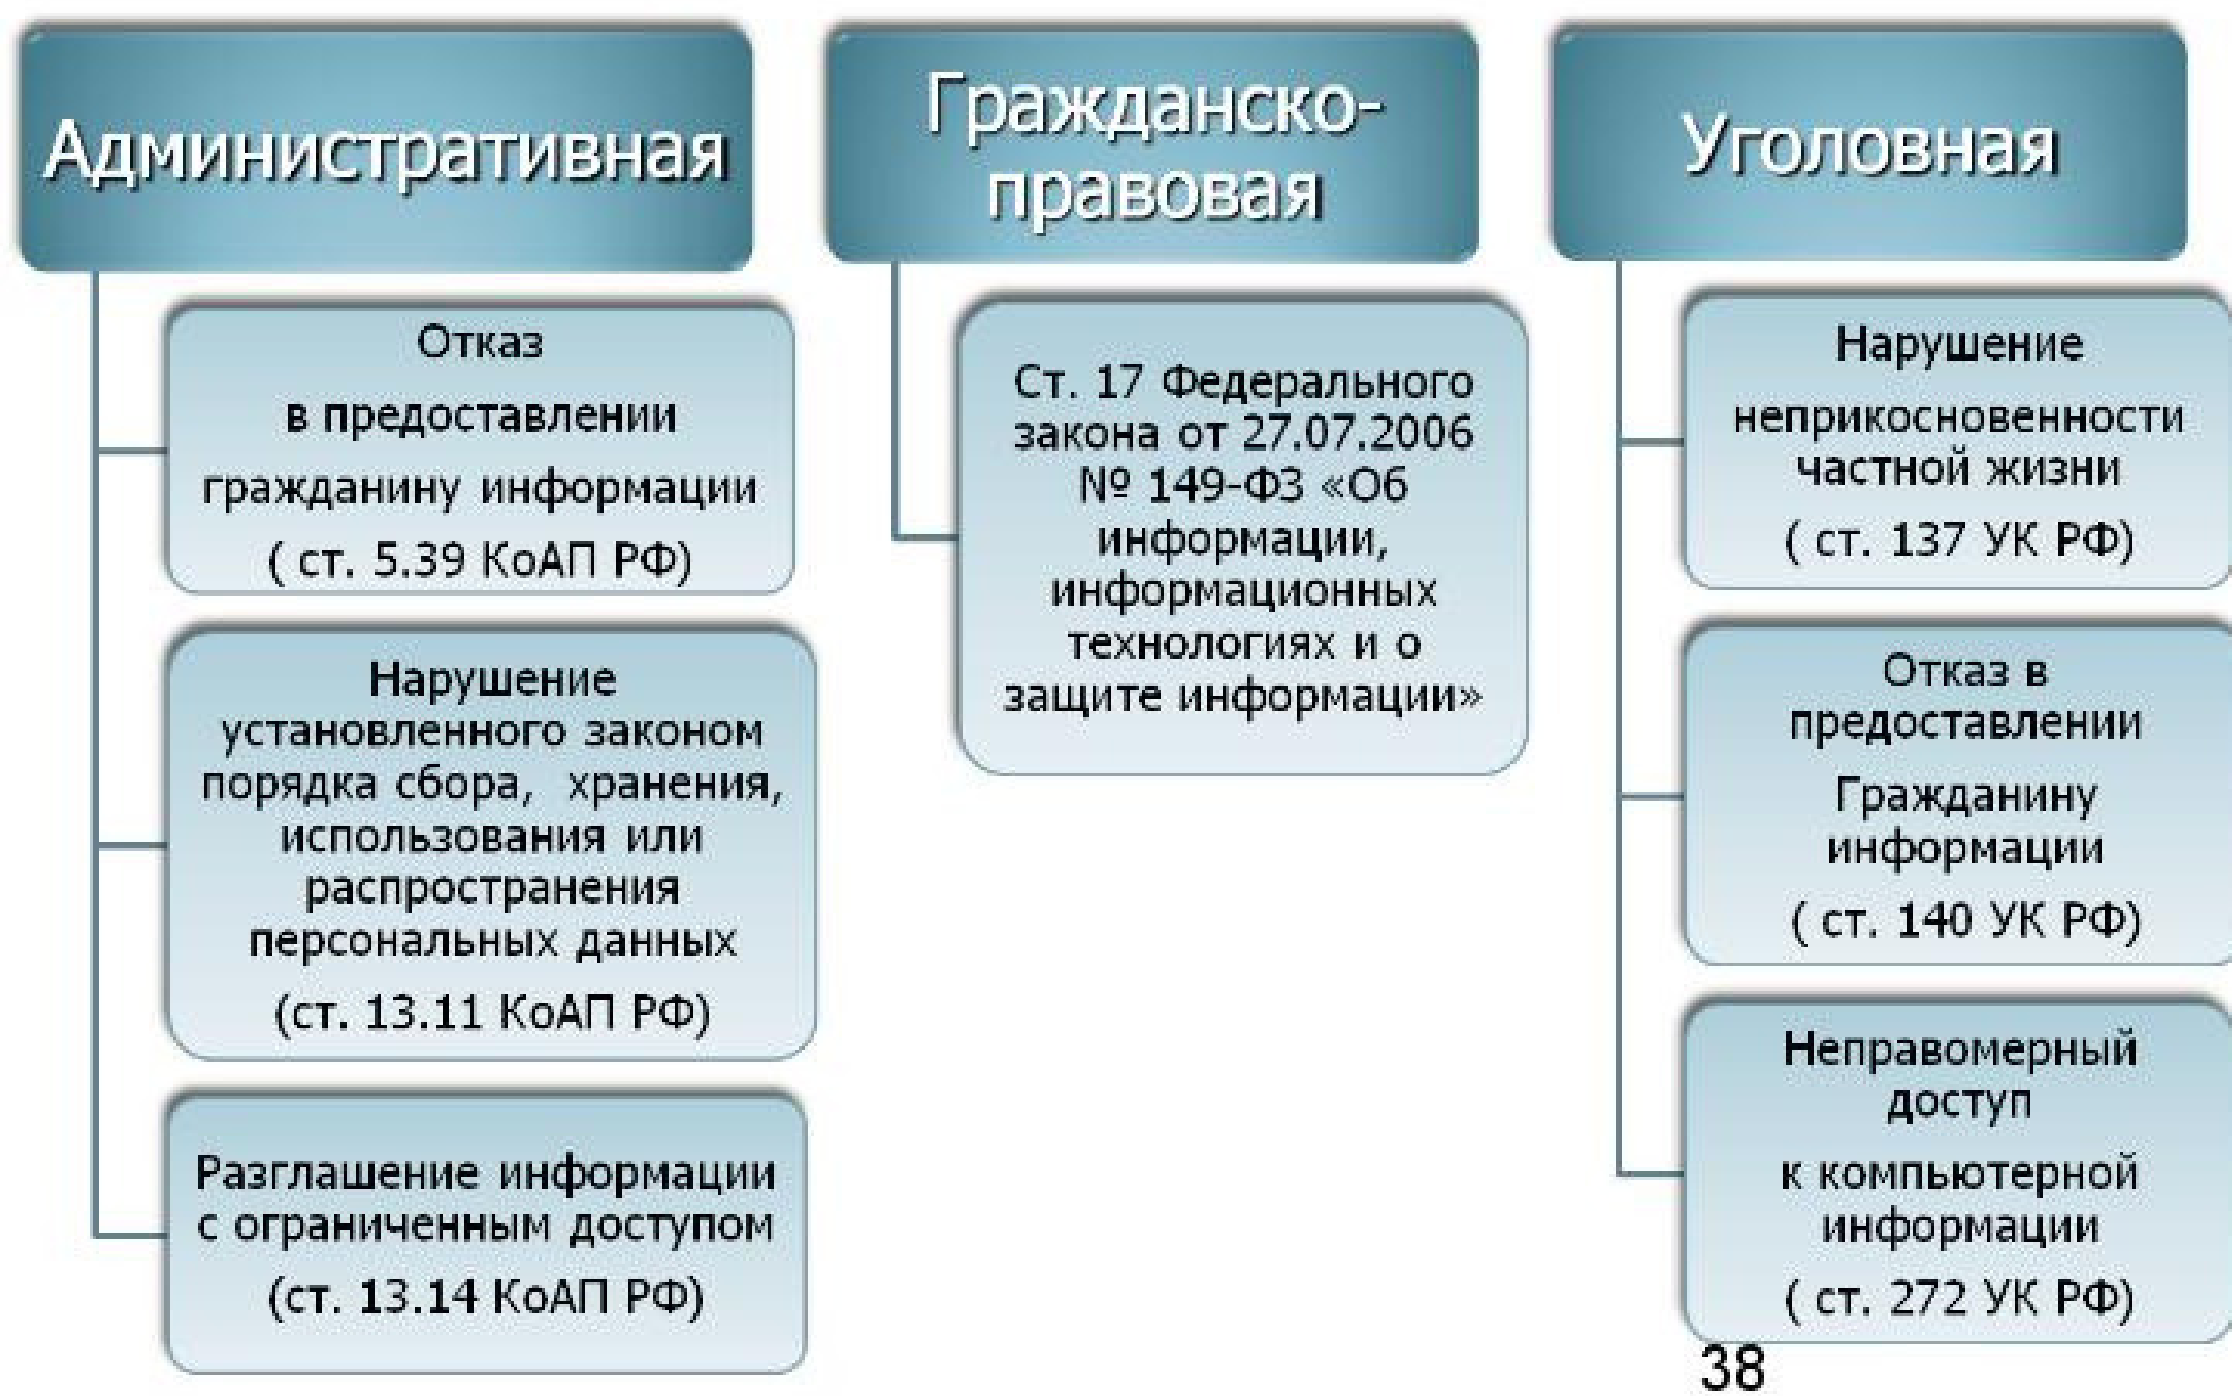 Административная
Отказ
в предоставлении
гражданину информации
( ст. 5.39 КоАП РФ)
Нарушение
установленного законом
порядка сбора, хранения,
использования или
распространения
персональных данных
(ст. 13.11 КоАП РФ)
Разглашение информации
с ограниченным доступом
(ст. 13.14 КоАП РФ)
Гражданско-
правовая
Ст. 17 Федерального
закона от 27.07.2006
№ 149-ФЗ «Об
информации,
информационных
технологиях и о
защите информации»
Уголовная
Нарушение
неприкосновенности
частной жизни
( ст. 137 УК РФ)
Отказ в
предоставлении
Гражданину
информации
( ст. 140 УК РФ)
Неправомерный
доступ
к компьютерной
информации
( ст. 272 УК РФ)
38